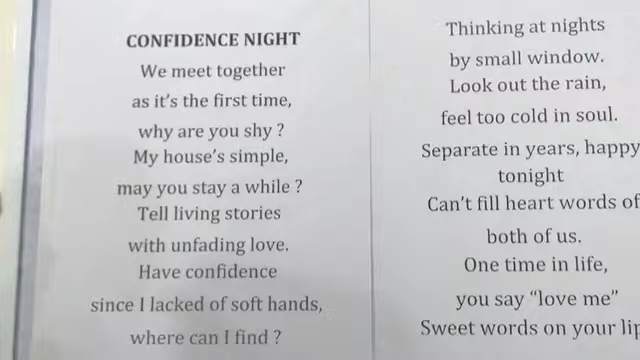 CONFIDENCE NIGHT
We meet together
as it's the first time,
why are you shy ?
My house's simple,
may you stay a while ?
Tell living stories
with unfading love.
Have confidence
since I lacked of soft hands,
where can I find ?
Thinking at nights
by small window.
Look out the rain,
feel too cold in soul.
Separate in years, happy
tonight
Can't fill heart words of
both of us.
One time in life,
you say "love me"
Sweet words on your